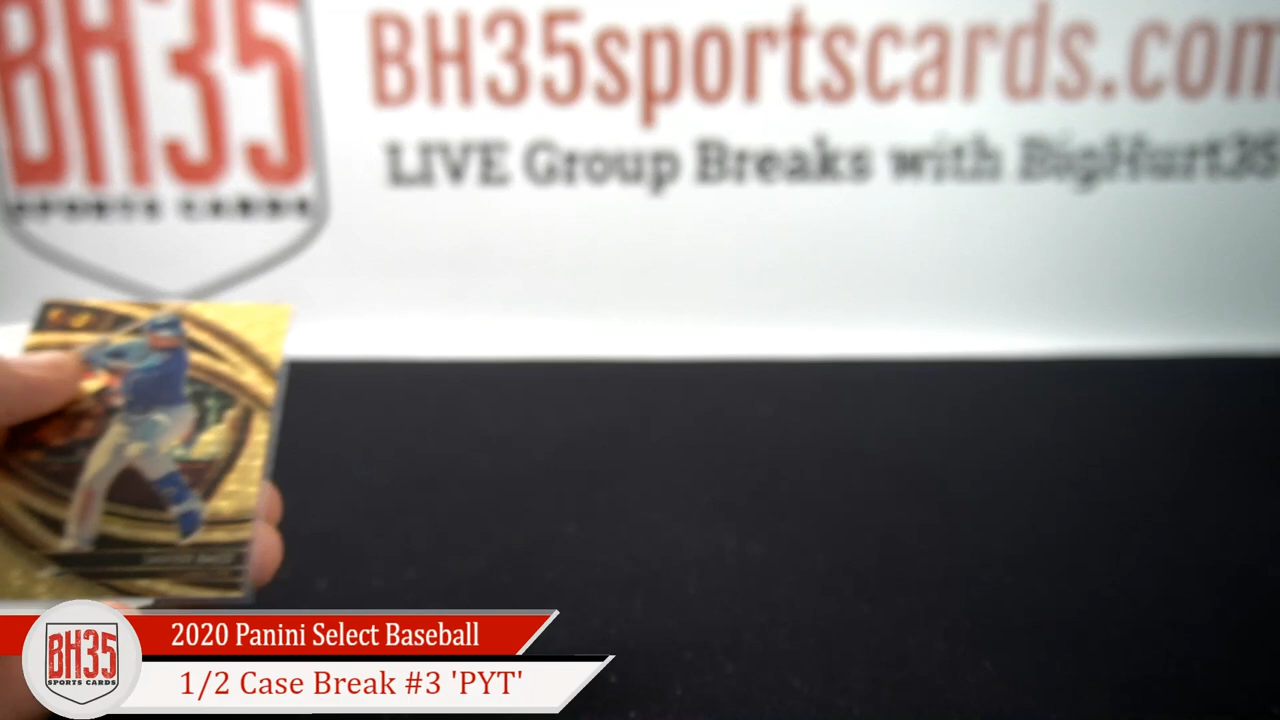 BH35
SPORTS CARDS
BH35sportscards.com
LIVE Group Breaks with BigHurt35
2020 Panini Select Baseball
1/2 Case Break #3 'PYT'
BH35
SPORTS CARDS